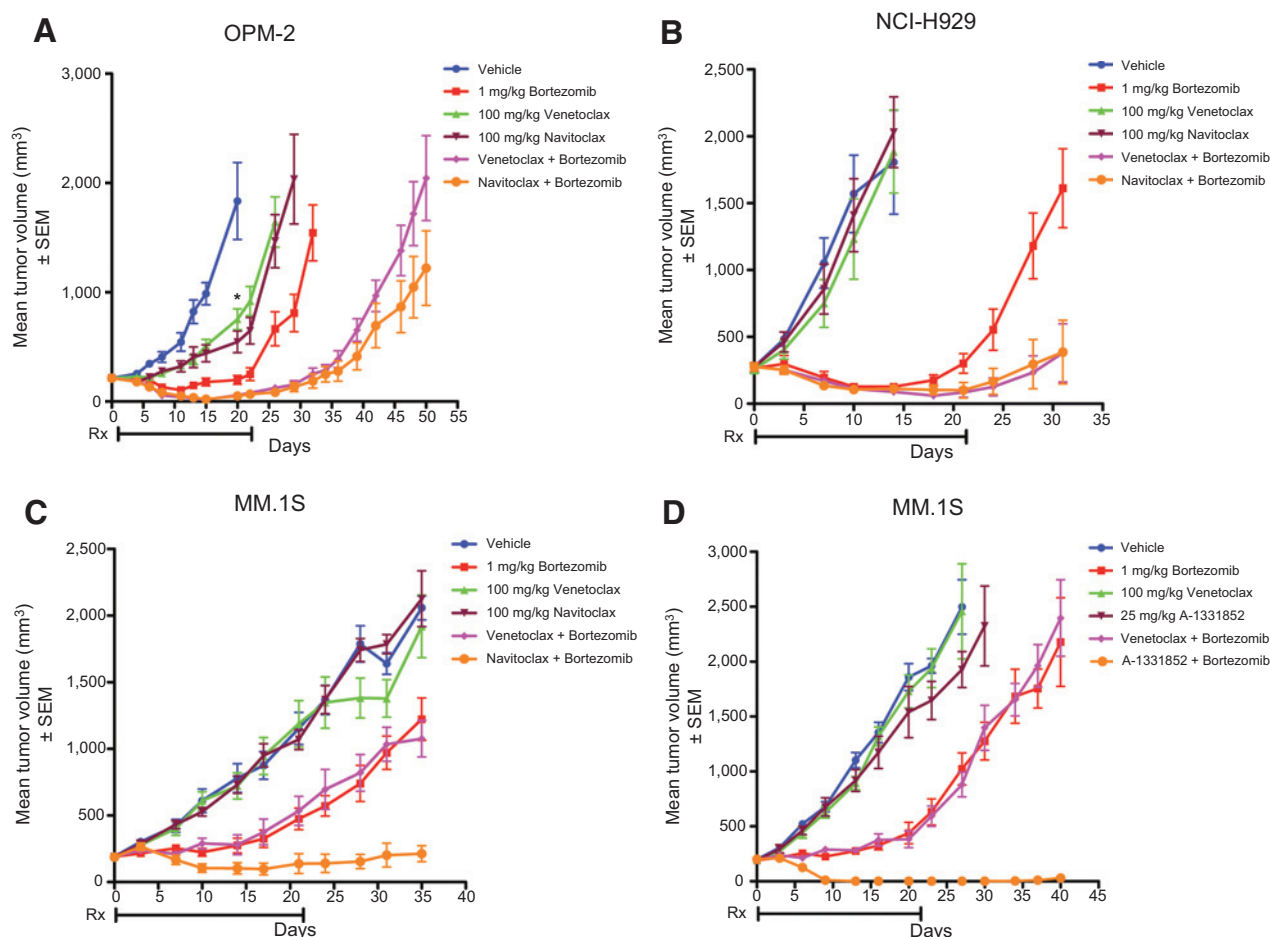 A
OPM-2
Mean tumor volume (mm³)
± SEM
3,000
2,000
1,000
0
*
0 5 10 15 20 25 30 35 40 45 50 55
Rx
Days
Vehicle
1 mg/kg Bortezomib
100 mg/kg Venetoclax
100 mg/kg Navitoclax
Venetoclax + Bortezomib
Navitoclax + Bortezomib
B
NCI-H929
Mean tumor volume (mm³)
± SEM
2,500
2,000
1,500
1,000
500
0
0 5 10 15 20 25 30 35
Rx
Days
Vehicle
1 mg/kg Bortezomib
100 mg/kg Venetoclax
100 mg/kg Navitoclax
Venetoclax + Bortezomib
Navitoclax + Bortezomib
C
MM.1S
Mean tumor volume (mm³)
± SEM
2,500
2,000
1,500
1,000
500
0
0 5 10 15 20 25 30 35 40
Rx
Days
Vehicle
1 mg/kg Bortezomib
100 mg/kg Venetoclax
100 mg/kg Navitoclax
Venetoclax + Bortezomib
Navitoclax + Bortezomib
D
MM.1S
Mean tumor volume (mm³)
± SEM
3,000
2,500
2,000
1,500
1,000
500
0
0 5 10 15 20 25 30 35 40 45
Rx
Days
Vehicle
1 mg/kg Bortezomib
100 mg/kg Venetoclax
25 mg/kg A-1331852
Venetoclax + Bortezomib
A-1331852 + Bortezomib